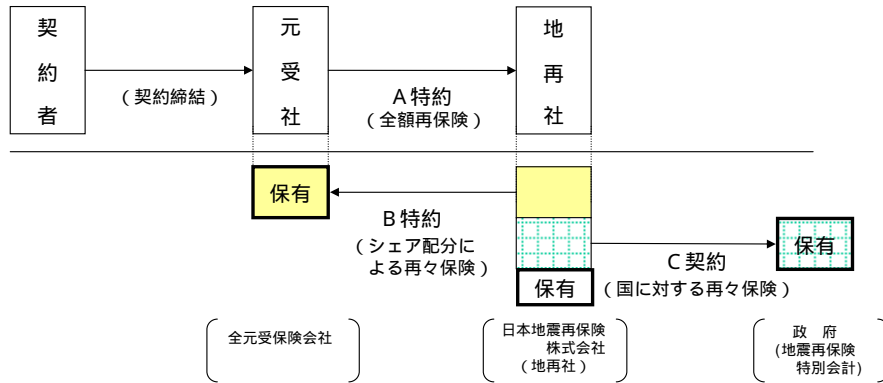 契約者
元受社
地再社
（契約締結）
Ａ特約
（全額再保険）
保有
Ｂ特約
（シェア配分に
よる再々保険）
保有
Ｃ契約
（国に対する再々保険）
保有
全元受保険会社
日本地震再保険
株式会社
（地再社）
政　府
(地震再保険
特別会計)